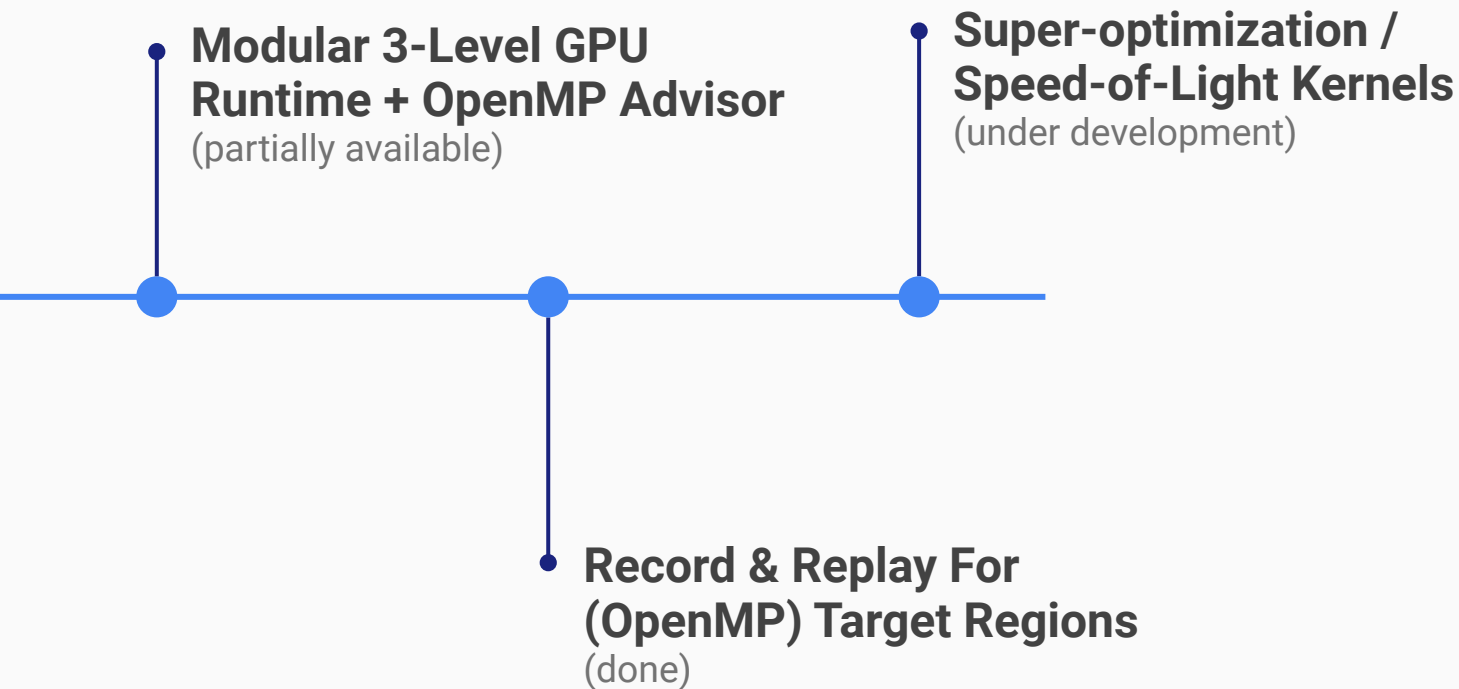 Modular 3-Level GPU
Runtime + OpenMP Advisor
(partially available)
Super-optimization /
Speed-of-Light Kernels
(under development)
Record & Replay For
(OpenMP) Target Regions
(done)